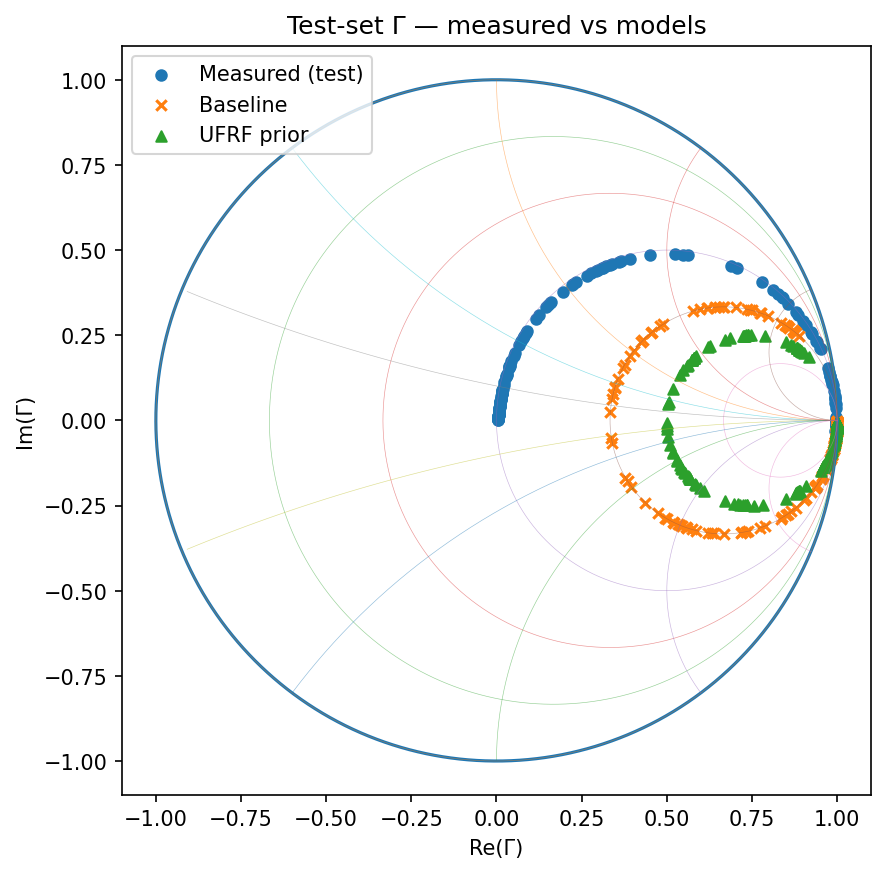 Test-set Γ — measured vs models
Measured (test)
Baseline
UFRF prior
1.00
0.75
0.50
0.25
0.00
−0.25
−0.50
−0.75
−1.00
Im(Γ)
−1.00 −0.75 −0.50 −0.25 0.00 0.25 0.50 0.75 1.00
Re(Γ)